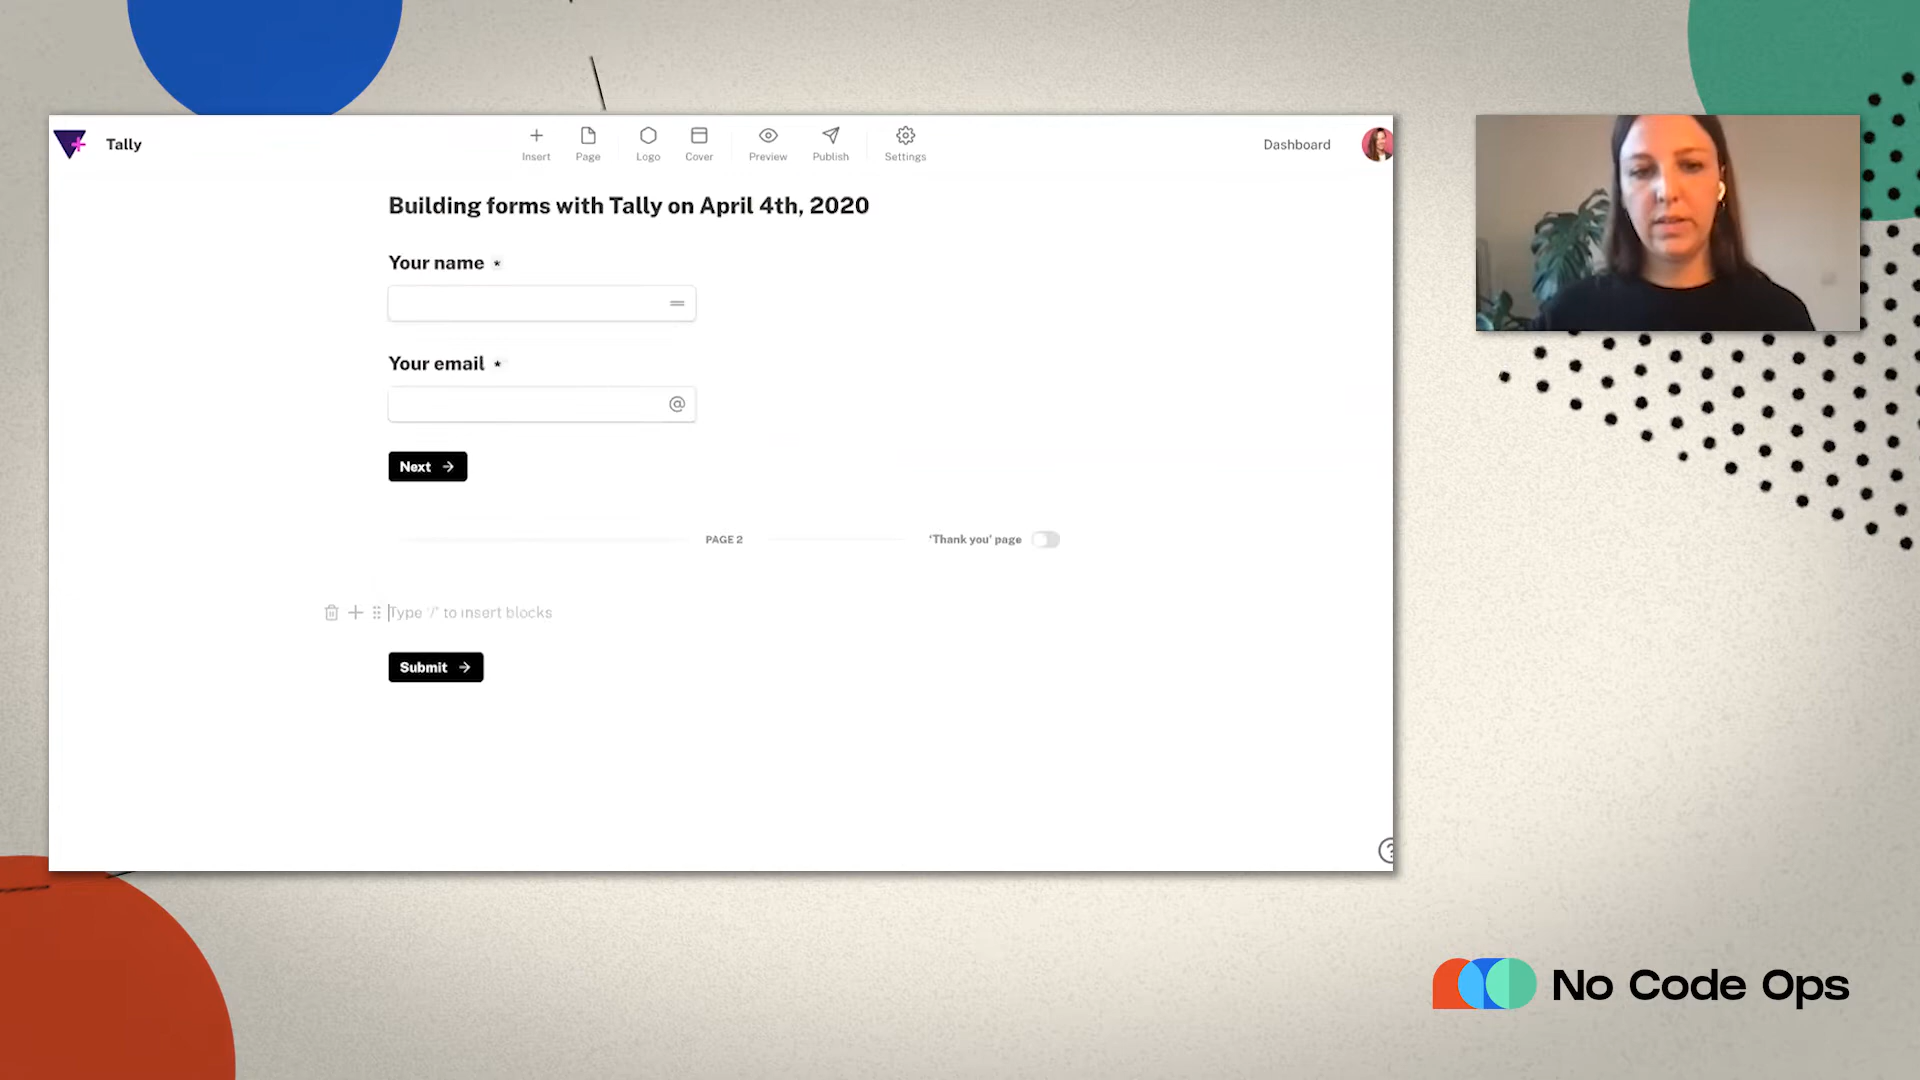 Tally
Insert
Page
Logo
Cover
Preview
Publish
Settings
Dashboard
Building forms with Tally on April 4th, 2020
Your name *
Your email *
@
Next →
PAGE 2
'Thank you' page
Type '/' to insert blocks
Submit →
?
No Code Ops